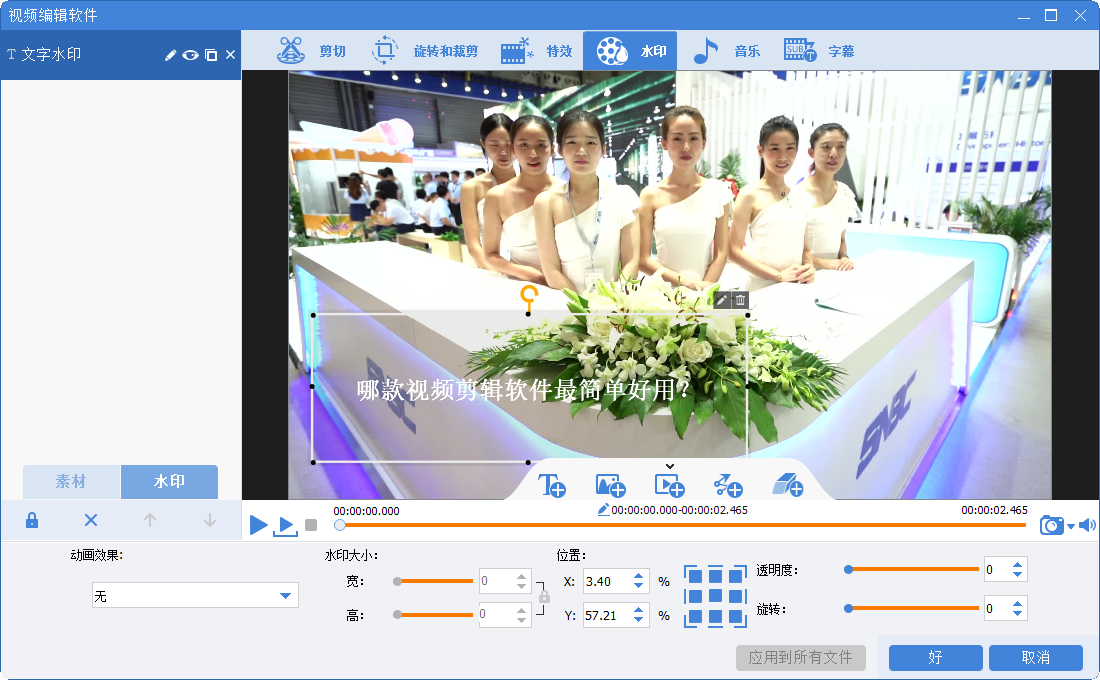 视频编辑软件
T 文字水印
剪切
旋转和裁剪
特效
水印
音乐
SUB
T
字幕
SNBC
哪款视频剪辑软件最简单好用?
素材
水印
00:00:00.000
00:00:00.000-00:00:02.465
00:00:02.465
动画效果:
无
水印大小:
宽:
0
高:
0
位置:
X:
3.40
%
Y:
57.21
%
透明度:
0
旋转:
0
应用到所有文件
好
取消